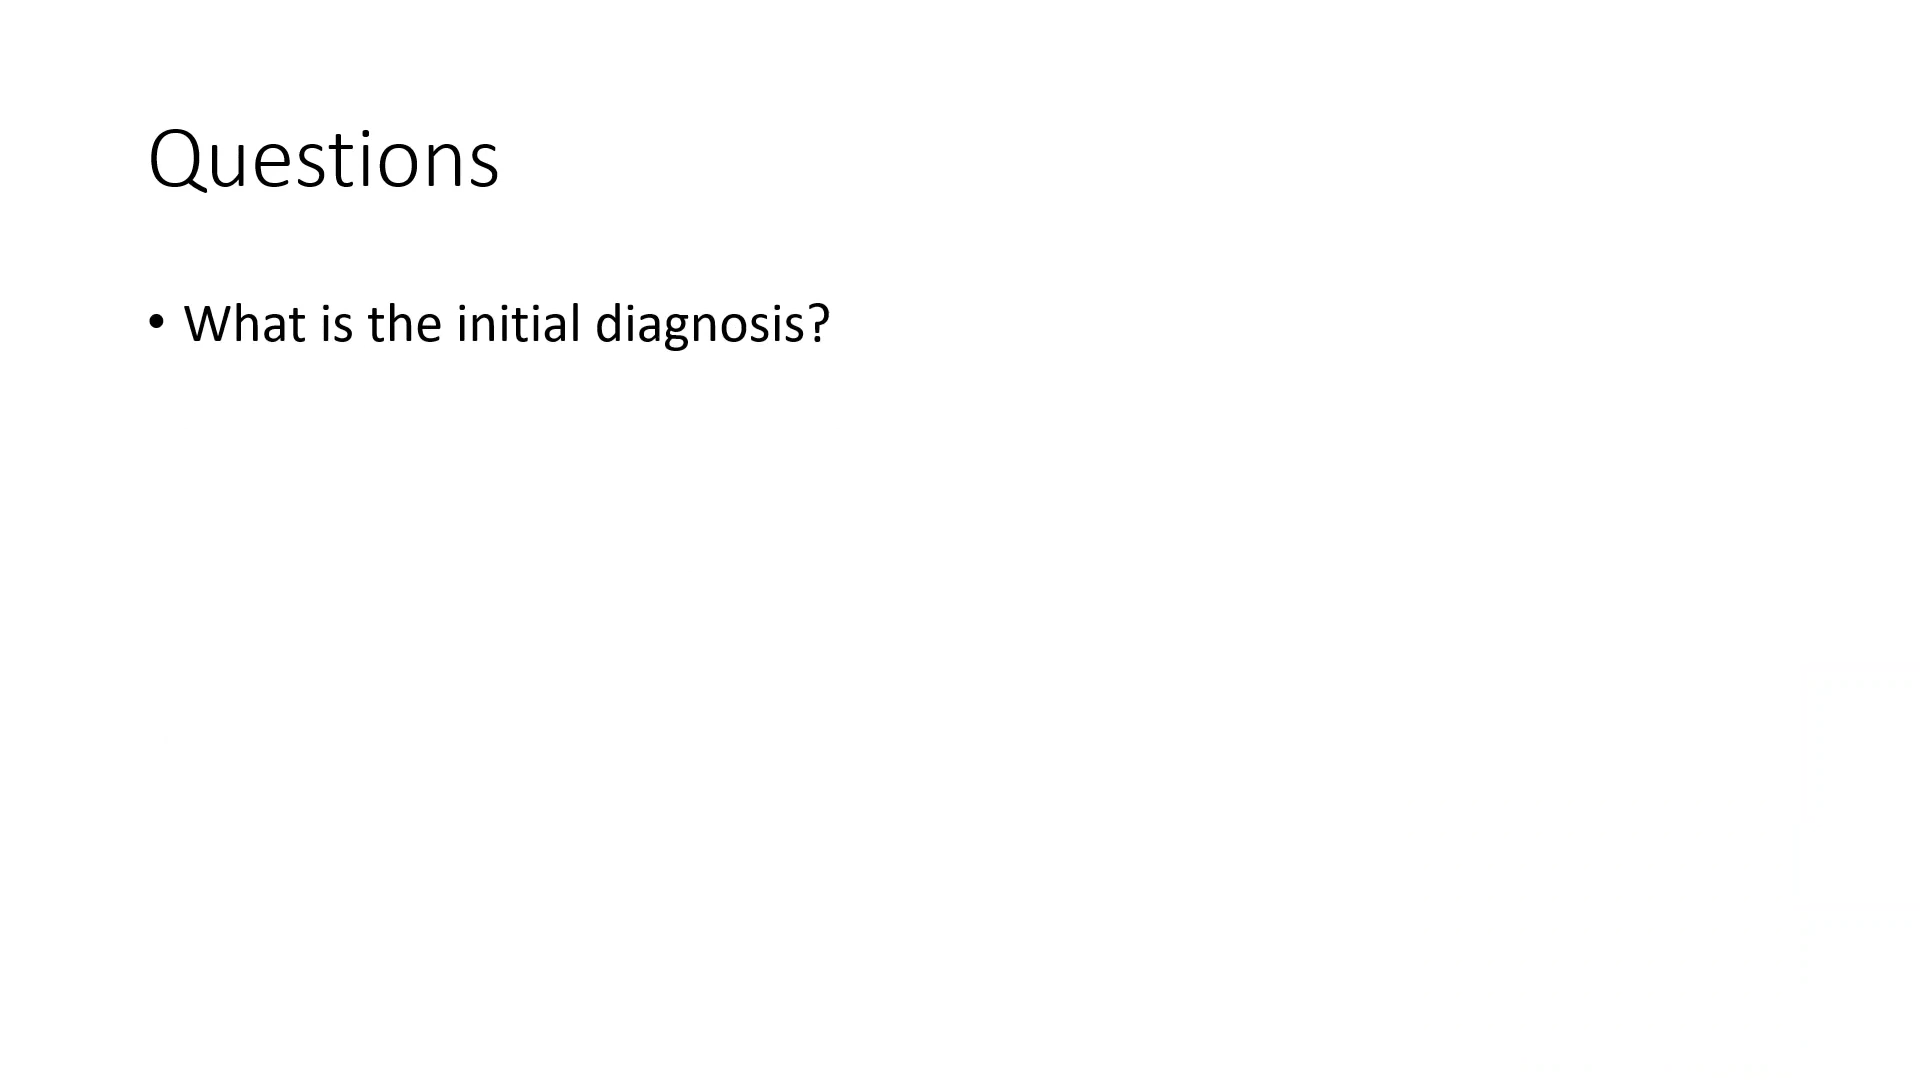 Questions
• What is the initial diagnosis?